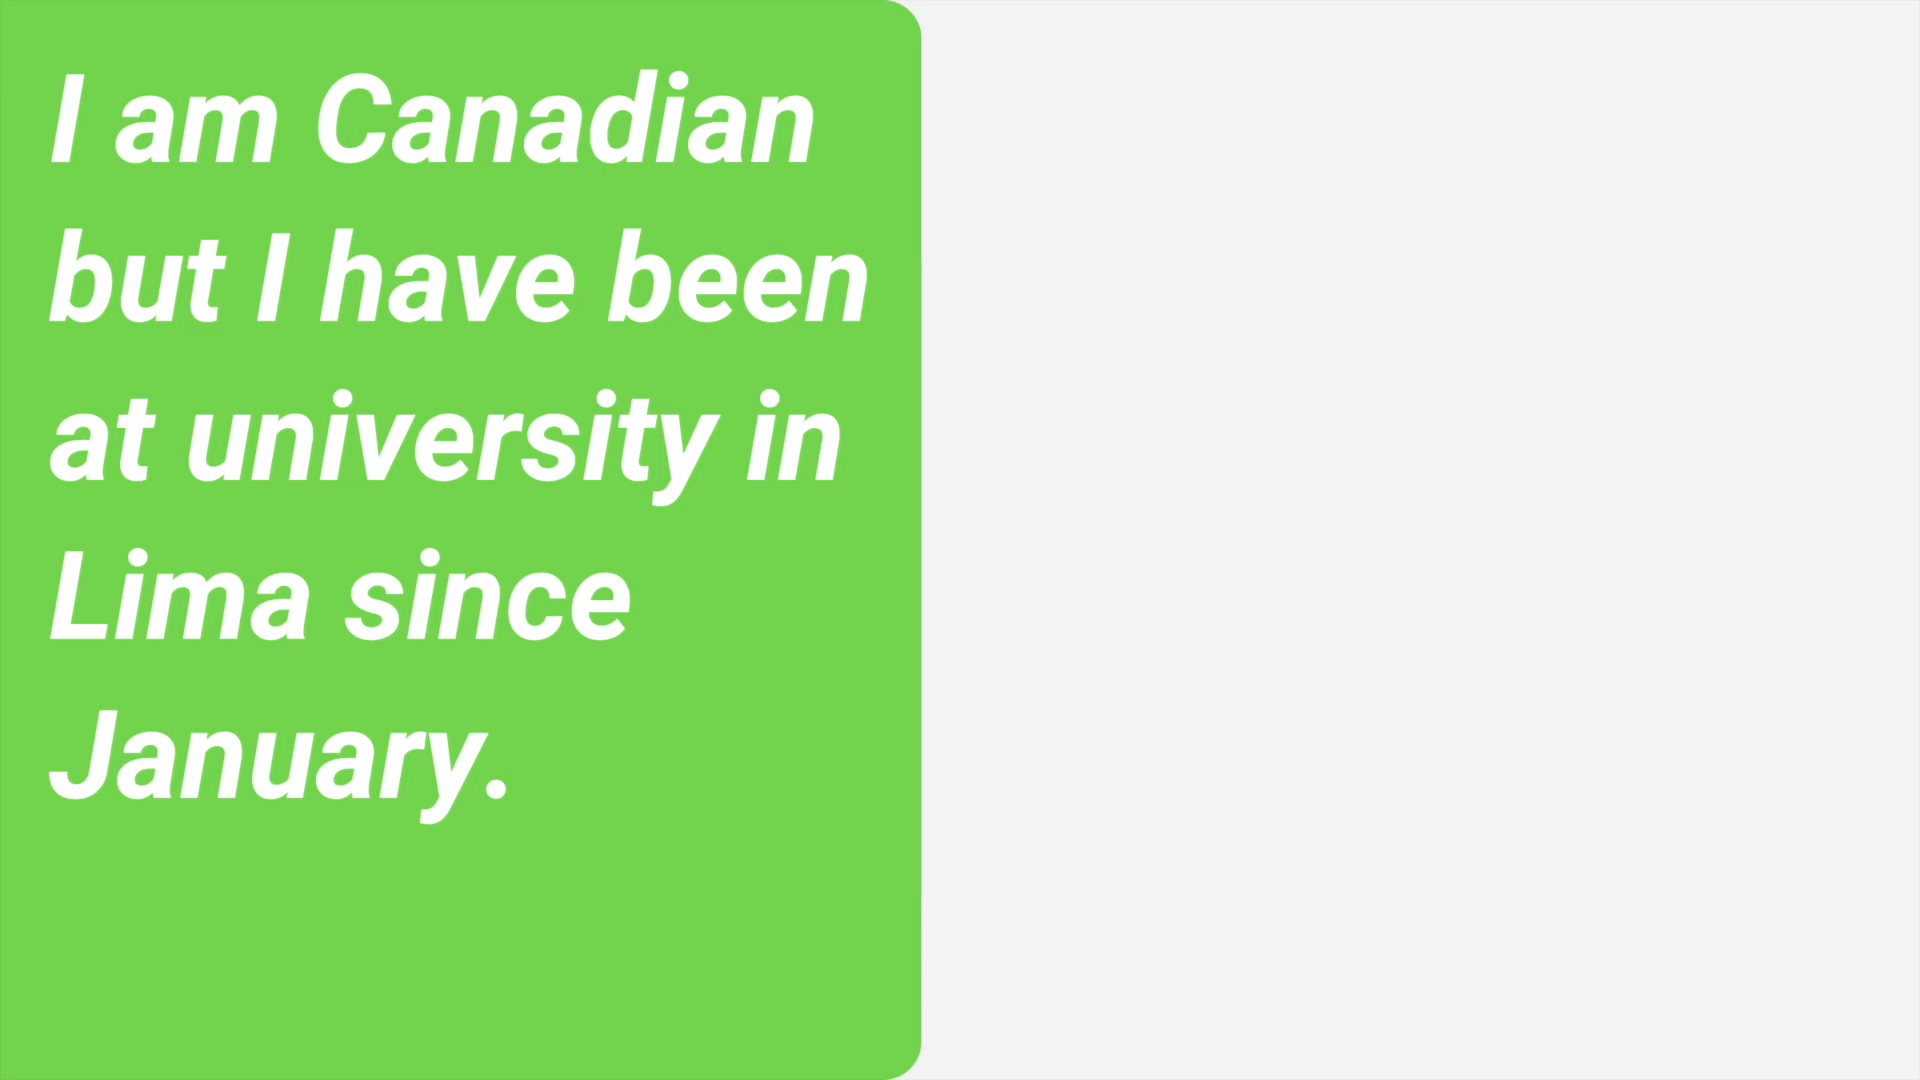 I am Canadian
but I have been
at university in
Lima since
January.